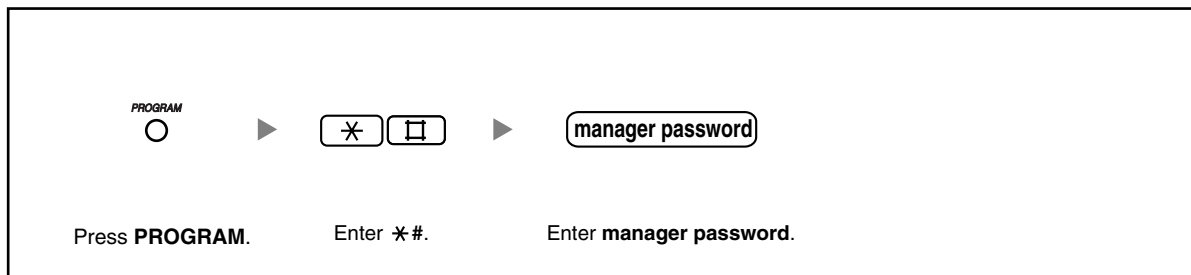 PROGRAM
✳ # manager password
Press PROGRAM. Enter ✳#. Enter manager password.